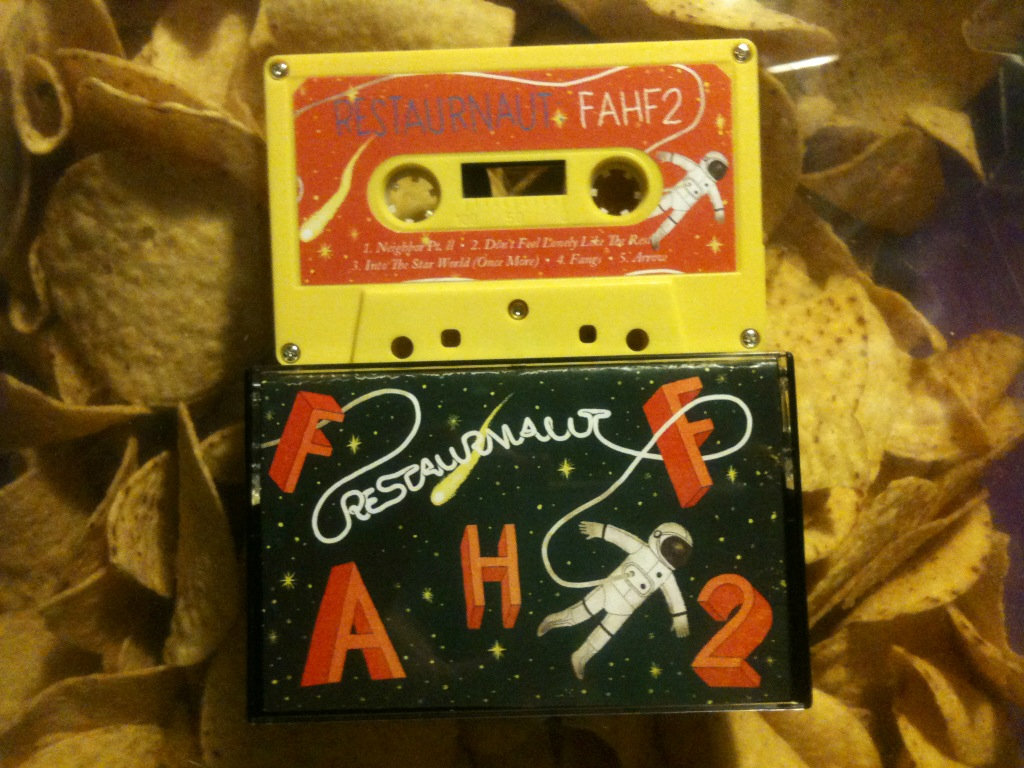 RESTAURNAUT FAHF2
1. Neighbor Pt. II • 2. Don't Feel Lonely Like The Rest
3. Into The Star World (Once More) • 4. Fangs • 5. Arrow
F F
RESTAURNAUT
A H 2